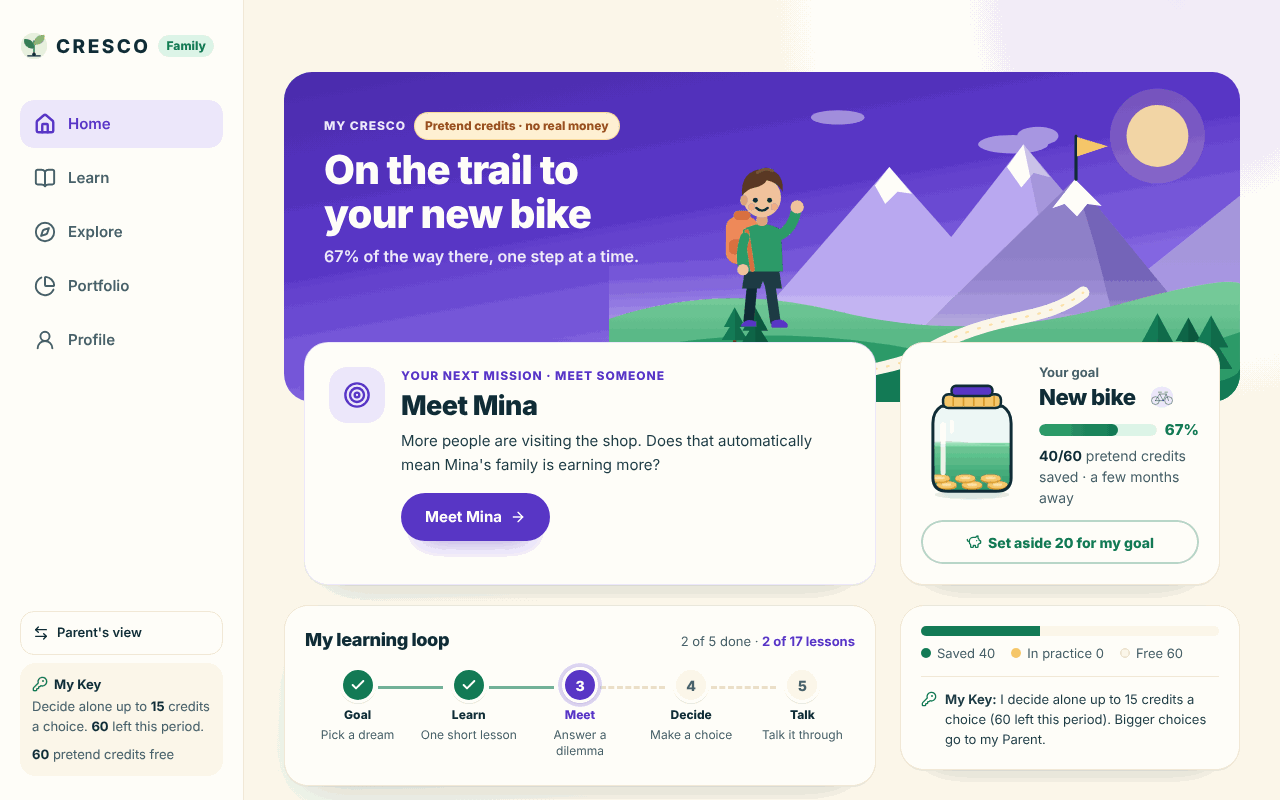 CRESCO Family
Home
Learn
Explore
Portfolio
Profile
Parent's view
My Key
Decide alone up to 15 credits
a choice. 60 left this period.
60 pretend credits free
MY CRESCO Pretend credits · no real money
On the trail to
your new bike
67% of the way there, one step at a time.
YOUR NEXT MISSION · MEET SOMEONE
Meet Mina
More people are visiting the shop. Does that automatically
mean Mina's family is earning more?
Meet Mina
Your goal
New bike
67%
40/60 pretend credits
saved · a few months
away
Set aside 20 for my goal
My learning loop
2 of 5 done · 2 of 17 lessons
3 4 5
Goal Learn Meet Decide Talk
Pick a dream One short lesson Answer a Make a choice Talk it through
dilemma
Saved 40 In practice 0 Free 60
My Key: I decide alone up to 15 credits a
choice (60 left this period). Bigger choices
go to my Parent.